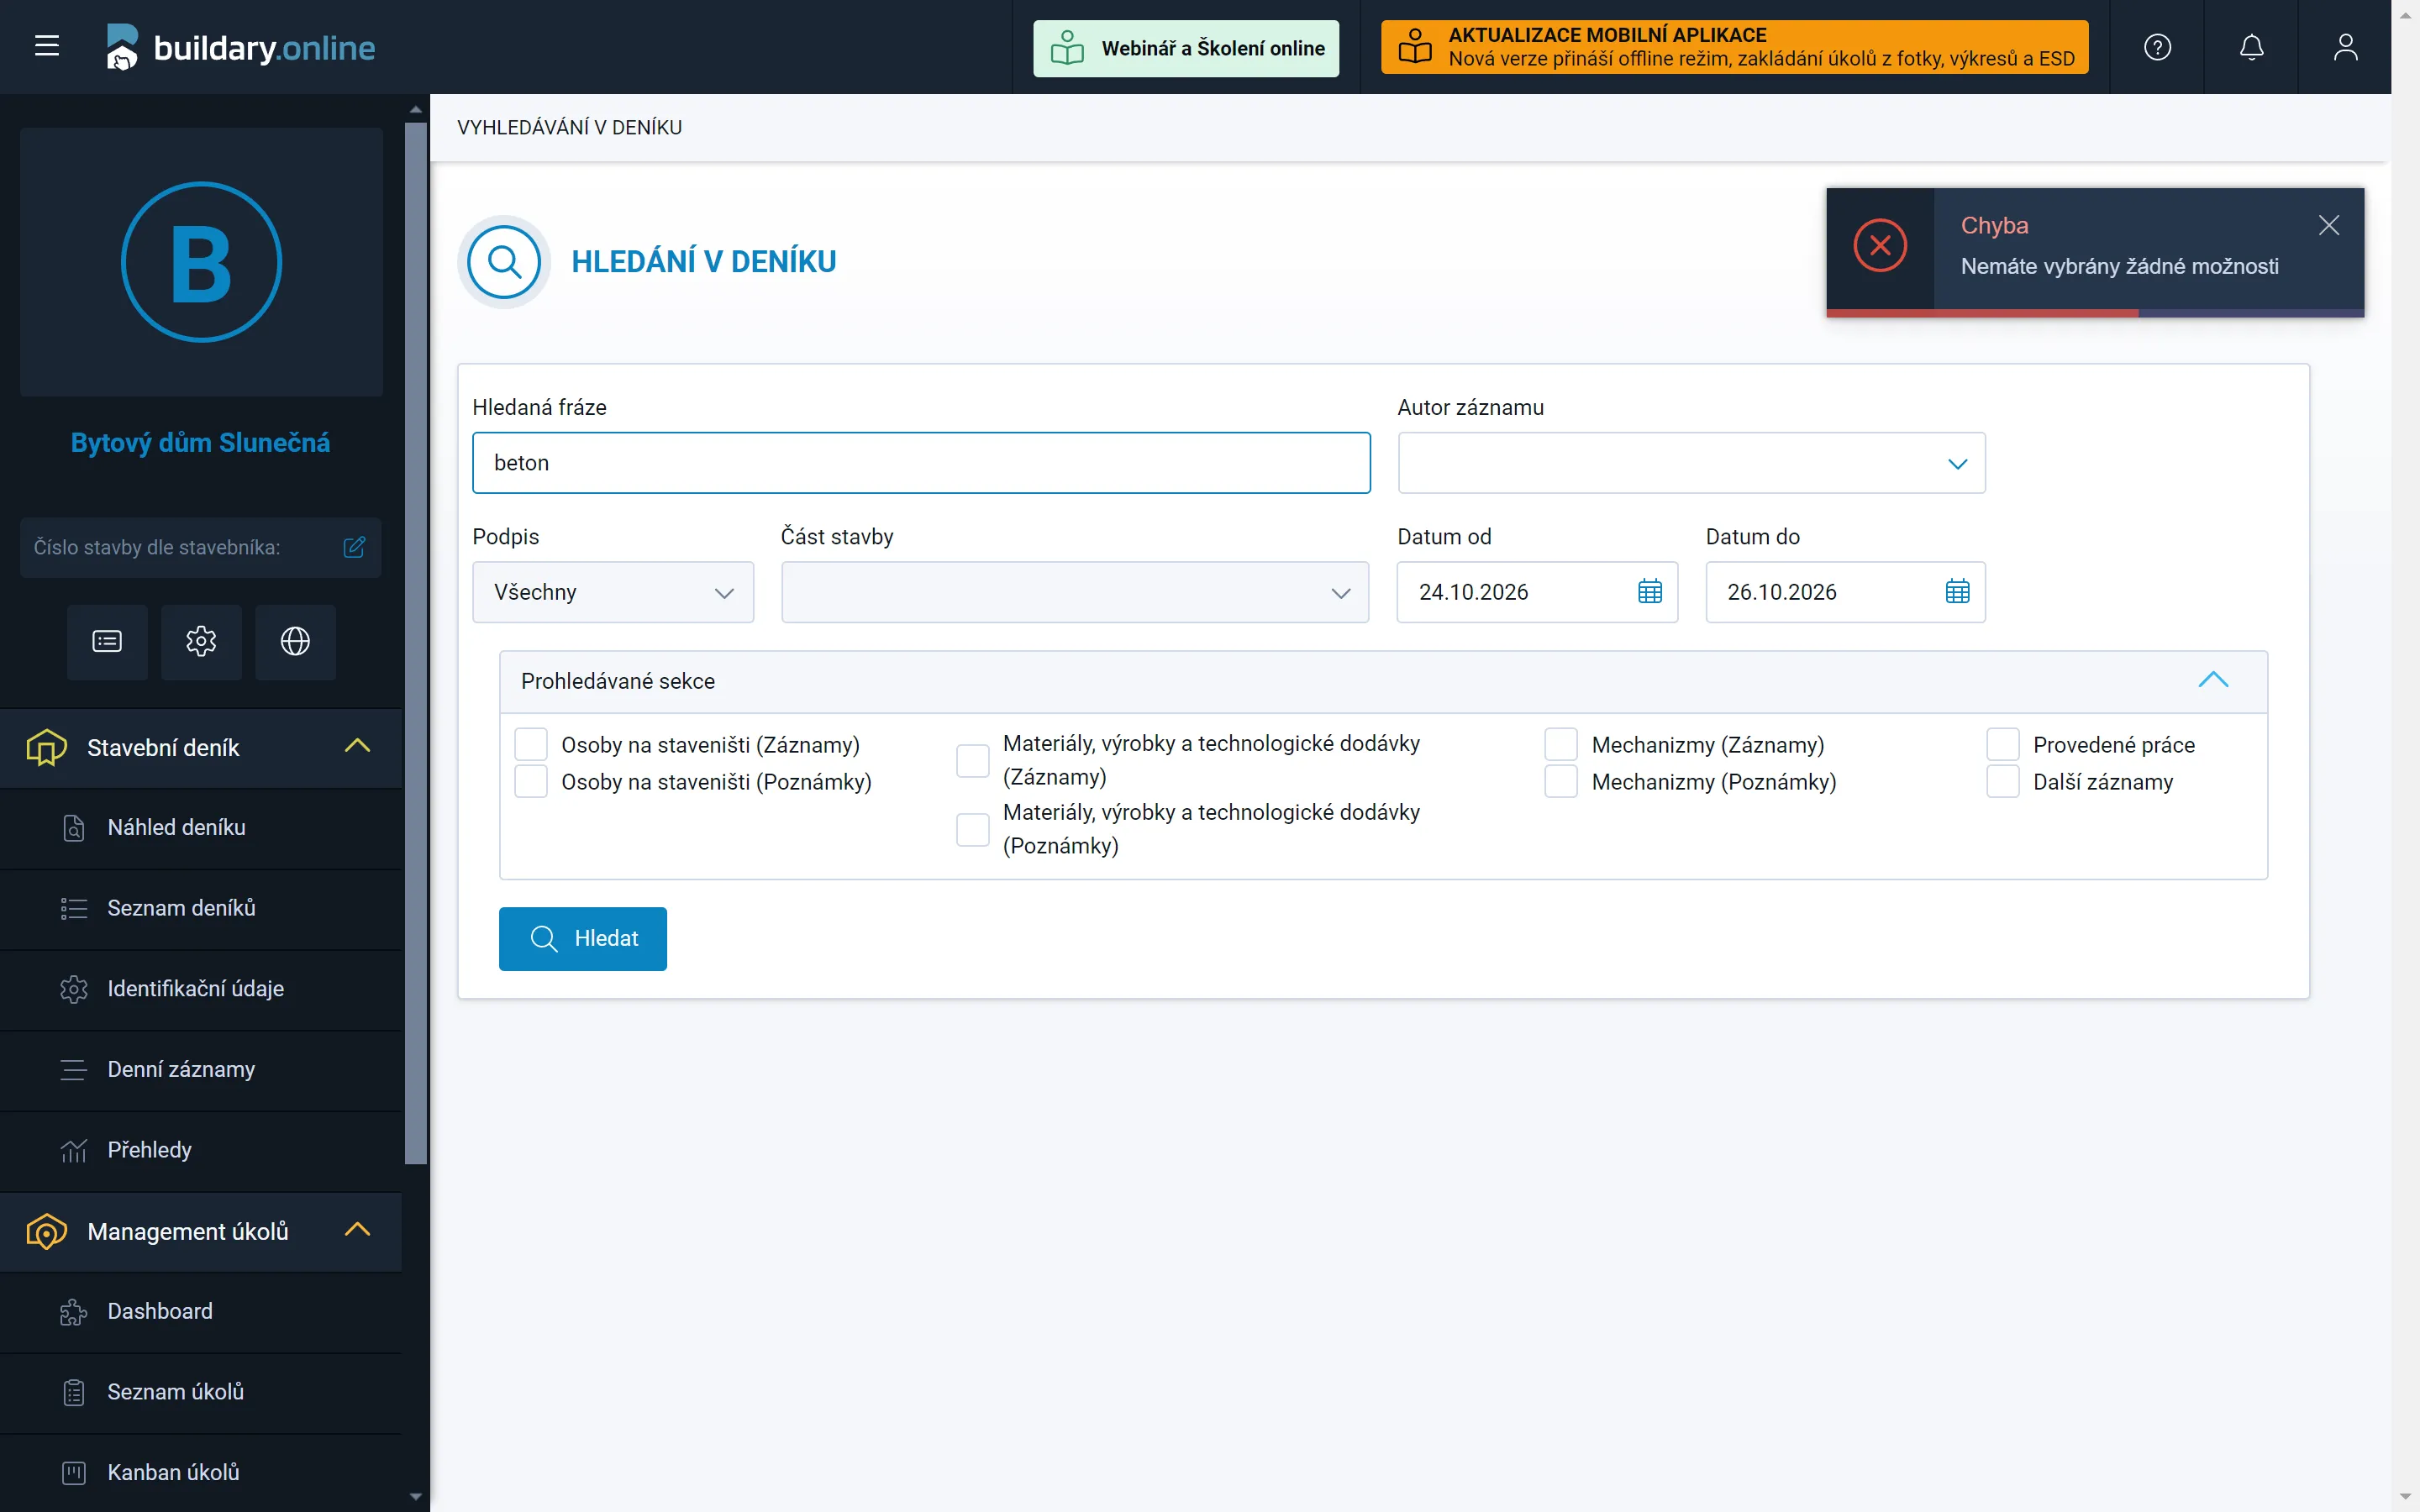 buildary.online
Webinář a Školení online
AKTUALIZACE MOBILNÍ APLIKACE
Nová verze přináší offline režim, zakládání úkolů z fotky, výkresů a ESD
B
Bytový dům Slunečná
Číslo stavby dle stavebníka:
Stavební deník
Náhled deníku
Seznam deníků
Identifikační údaje
Denní záznamy
Přehledy
Management úkolů
Dashboard
Seznam úkolů
Kanban úkolů
VYHLEDÁVÁNÍ V DENÍKU
HLEDÁNÍ V DENÍKU
Chyba
Nemáte vybrány žádné možnosti
Hledaná fráze
Autor záznamu
beton
Podpis
Část stavby
Datum od
Datum do
Všechny
24.10.2026
26.10.2026
Prohledávané sekce
Osoby na staveništi (Záznamy)
Osoby na staveništi (Poznámky)
Materiály, výrobky a technologické dodávky
(Záznamy)
Materiály, výrobky a technologické dodávky
(Poznámky)
Mechanizmy (Záznamy)
Mechanizmy (Poznámky)
Provedené práce
Další záznamy
Hledat